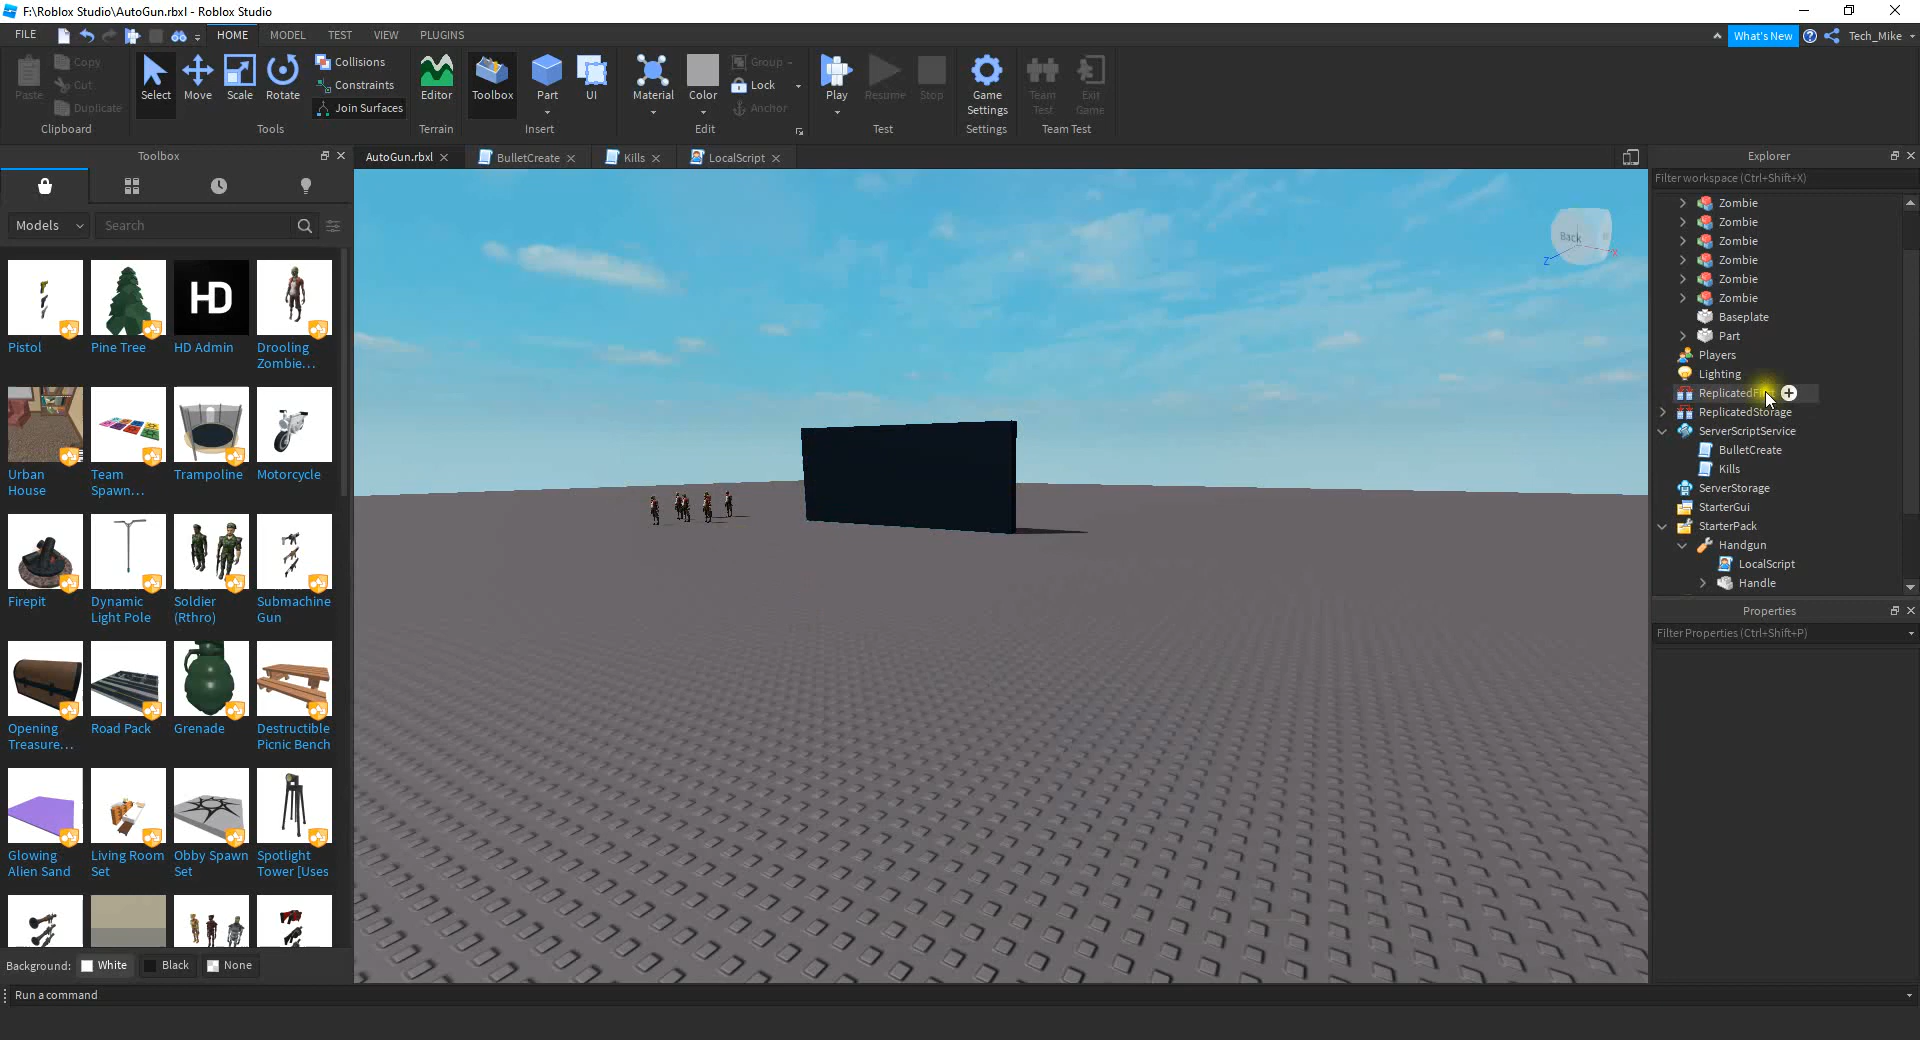 F:\Roblox Studio\AutoGun.rbxl - Roblox Studio
FILE
HOME
MODEL
TEST
VIEW
PLUGINS
What's New
Tech_Mike
Paste
Copy
Cut
Duplicate
Clipboard
Select
Move
Scale
Rotate
Collisions
Constraints
Join Surfaces
Tools
Editor
Terrain
Toolbox
Part
UI
Insert
Material
Color
Group
Lock
Anchor
Edit
Play
Resume
Stop
Test
Game
Settings
Settings
Team
Test
Exit
Game
Team Test
Toolbox
AutoGun.rbxl
BulletCreate
Kills
LocalScript
Explorer
Models
Search
Pistol
Pine Tree
HD
HD Admin
Drooling
Zombie...
Urban
House
Team
Spawn...
Trampoline
Motorcycle
Firepit
Dynamic
Light Pole
Soldier
(Rthro)
Submachine
Gun
Opening
Treasure...
Road Pack
Grenade
Destructible
Picnic Bench
Glowing
Alien Sand
Living Room
Set
Obby Spawn
Set
Spotlight
Tower [Uses
Background:
White
Black
None
Run a command
Back
Z
X
Filter workspace (Ctrl+Shift+X)
Zombie
Zombie
Zombie
Zombie
Zombie
Zombie
Baseplate
Part
Players
Lighting
ReplicatedStorage
ServerScriptService
BulletCreate
Kills
ServerStorage
StarterGui
StarterPack
Handgun
LocalScript
Handle
Properties
Filter Properties (Ctrl+Shift+P)